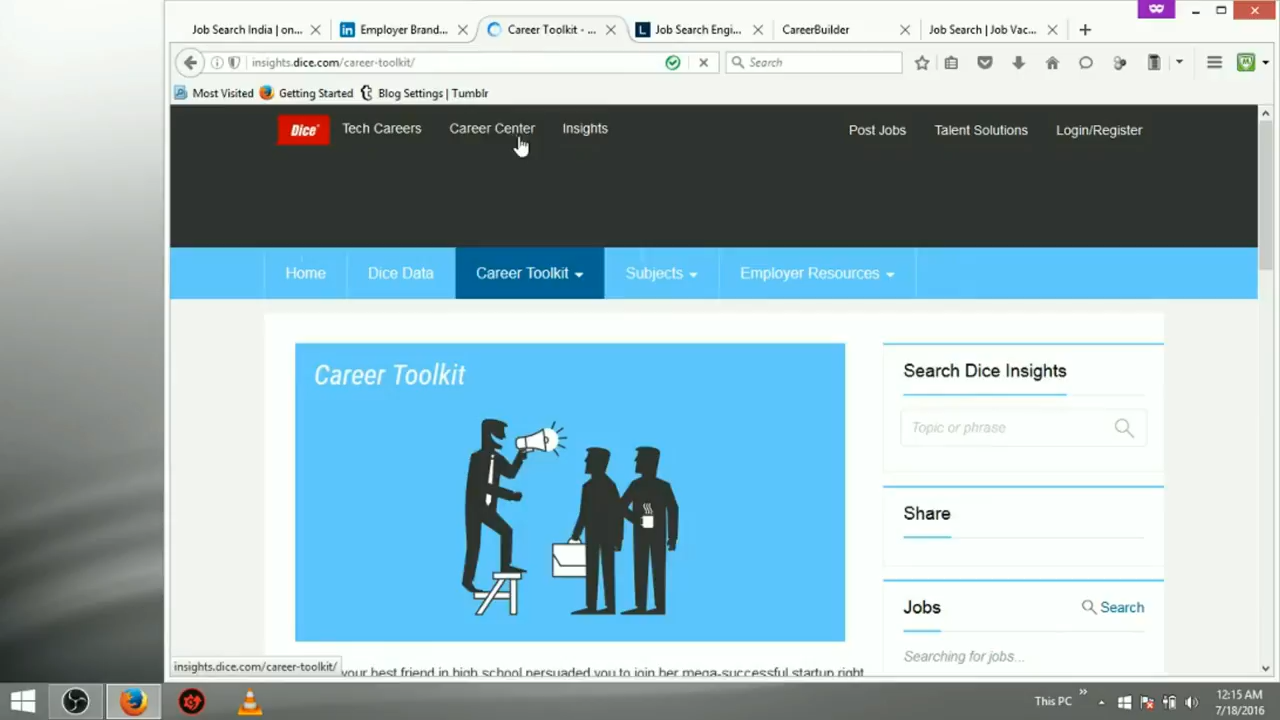 Job Search India | on...
Employer Brand...
Career Toolkit - ...
Job Search Engi...
CareerBuilder
Job Search | Job Vac...
insights.dice.com/career-toolkit/
Search
Most Visited
Getting Started
Blog Settings | Tumblr
Dice
Tech Careers
Career Center
Insights
Post Jobs
Talent Solutions
Login/Register
Home
Dice Data
Career Toolkit
Subjects
Employer Resources
Career Toolkit
Search Dice Insights
Topic or phrase
Share
Jobs
Search
Searching for jobs...
your best friend in high school persuaded you to join her mega-successful startup right
insights.dice.com/career-toolkit/
This PC
12:15 AM
7/18/2016